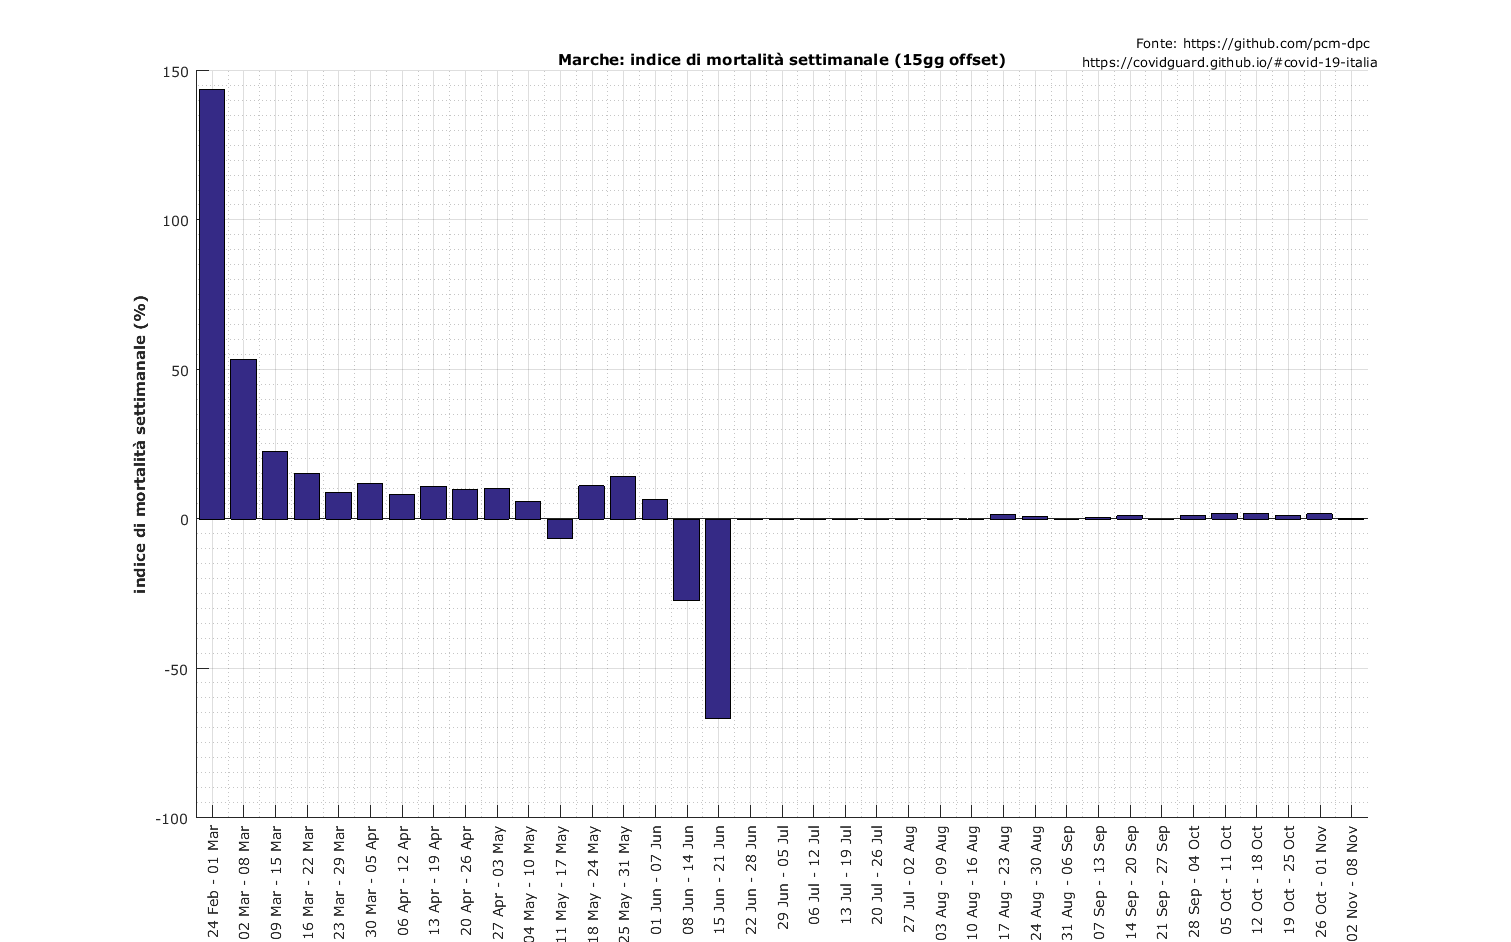 Fonte: https://github.com/pcm-dpc
https://covidguard.github.io/#covid-19-italia
Marche: indice di mortalità settimanale (15gg offset)
indice di mortalità settimanale (%)
150
100
50
0
-50
-100
24 Feb - 01 Mar
02 Mar - 08 Mar
09 Mar - 15 Mar
16 Mar - 22 Mar
23 Mar - 29 Mar
30 Mar - 05 Apr
06 Apr - 12 Apr
13 Apr - 19 Apr
20 Apr - 26 Apr
27 Apr - 03 May
04 May - 10 May
11 May - 17 May
18 May - 24 May
25 May - 31 May
01 Jun - 07 Jun
08 Jun - 14 Jun
15 Jun - 21 Jun
22 Jun - 28 Jun
29 Jun - 05 Jul
06 Jul - 12 Jul
13 Jul - 19 Jul
20 Jul - 26 Jul
27 Jul - 02 Aug
03 Aug - 09 Aug
10 Aug - 16 Aug
17 Aug - 23 Aug
24 Aug - 30 Aug
31 Aug - 06 Sep
07 Sep - 13 Sep
14 Sep - 20 Sep
21 Sep - 27 Sep
28 Sep - 04 Oct
05 Oct - 11 Oct
12 Oct - 18 Oct
19 Oct - 25 Oct
26 Oct - 01 Nov
02 Nov - 08 Nov